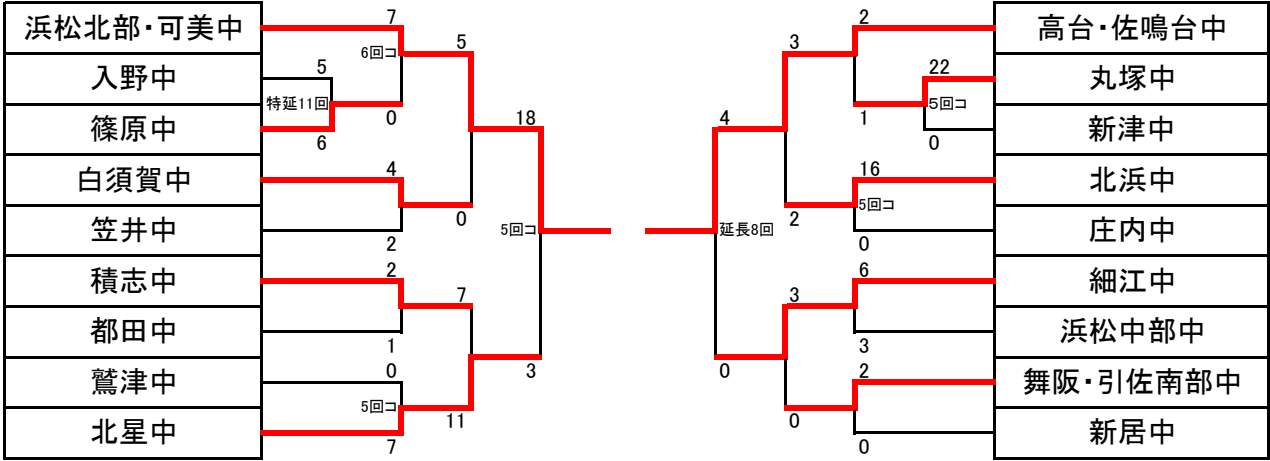 浜松北部・可美中
入野中
篠原中
白須賀中
笠井中
積志中
都田中
鷲津中
北星中
7
6回コ
0
5
特延11回
6
5
0
4
2
2
1
0
5回コ
7
7
11
18
5回コ
3
4
延長8回
0
3
2
3
0
2
1
22
5回コ
0
16
5回コ
0
6
3
2
0
高台・佐鳴台中
丸塚中
新津中
北浜中
庄内中
細江中
浜松中部中
舞阪・引佐南部中
新居中